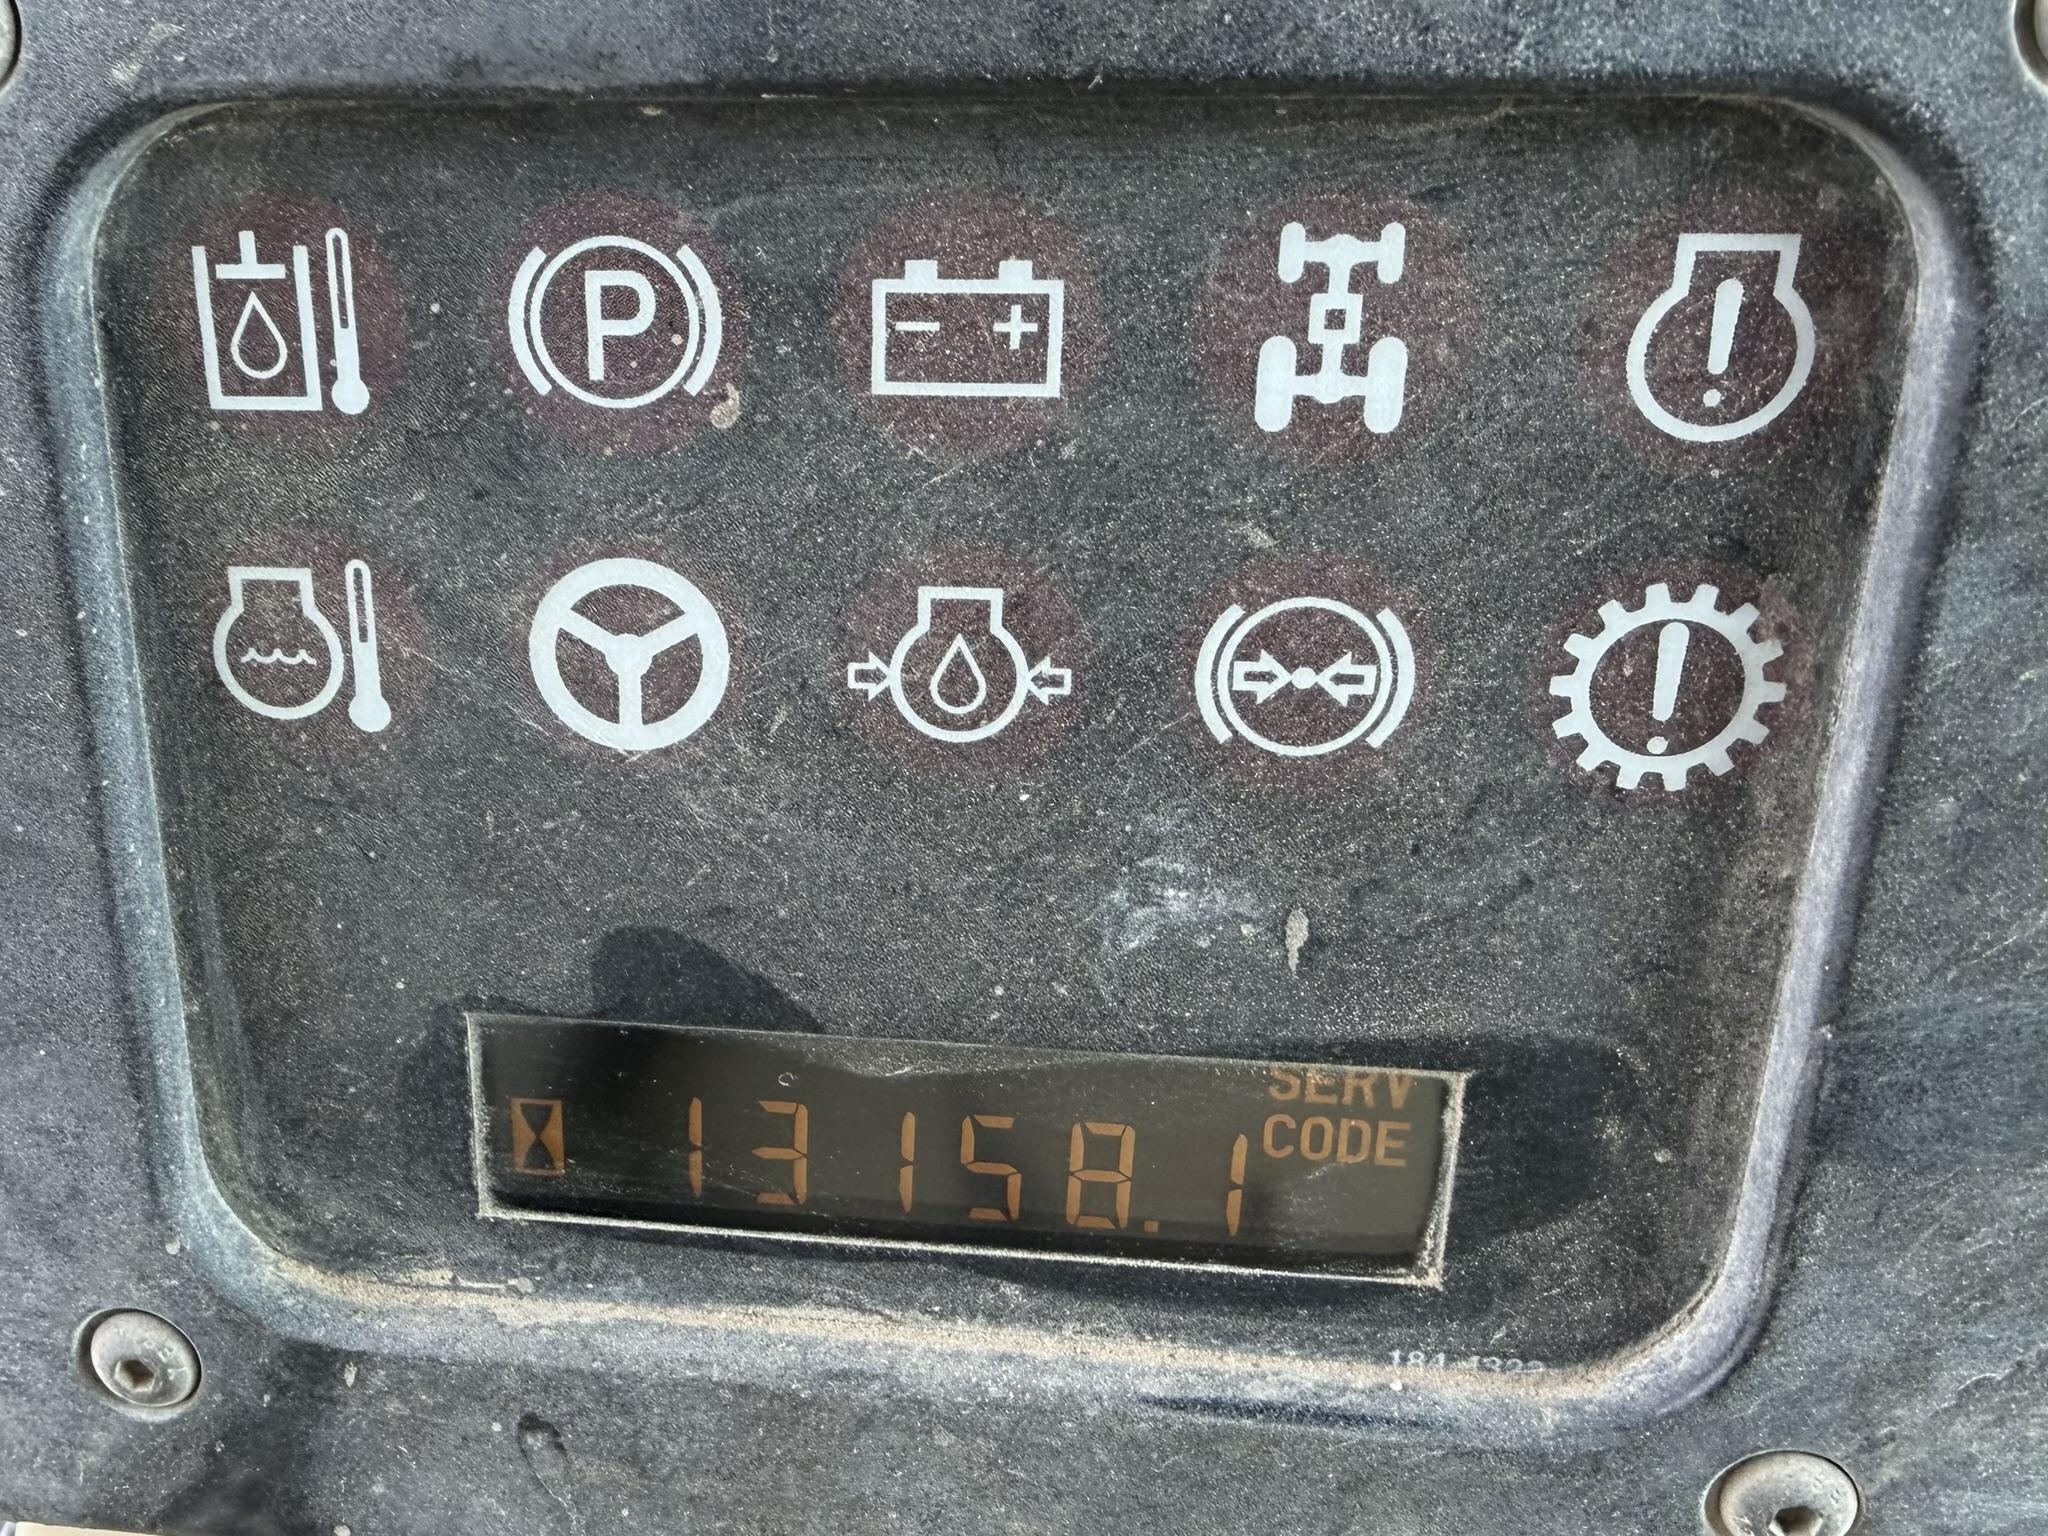 P
- +
!
!
SERV
13158.1 CODE